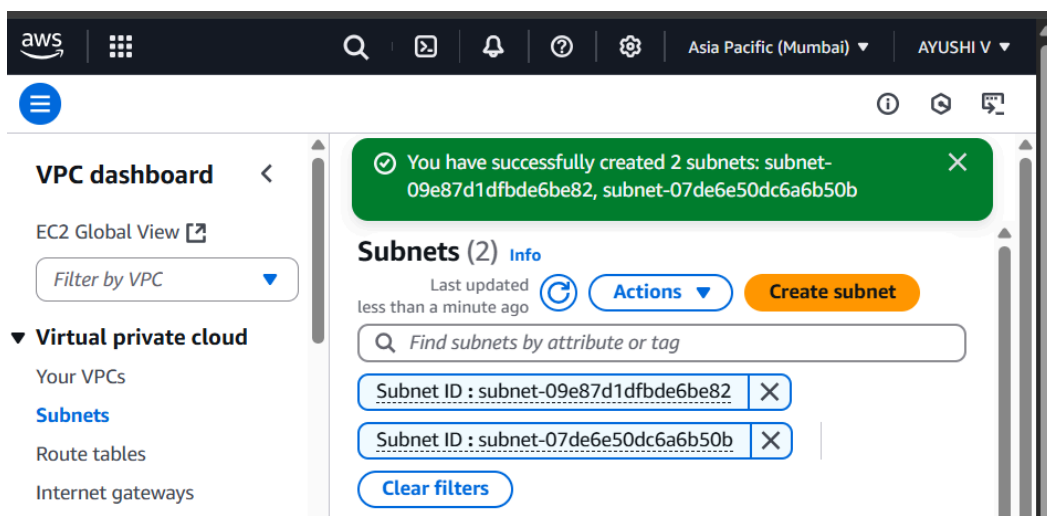 aws
Asia Pacific (Mumbai)
AYUSHI V
VPC dashboard
EC2 Global View
Filter by VPC
Virtual private cloud
Your VPCs
Subnets
Route tables
Internet gateways
You have successfully created 2 subnets: subnet-
09e87d1dfbde6be82, subnet-07de6e50dc6a6b50b
Subnets (2) Info
Last updated
less than a minute ago
Actions
Create subnet
Find subnets by attribute or tag
Subnet ID : subnet-09e87d1dfbde6be82
Subnet ID : subnet-07de6e50dc6a6b50b
Clear filters